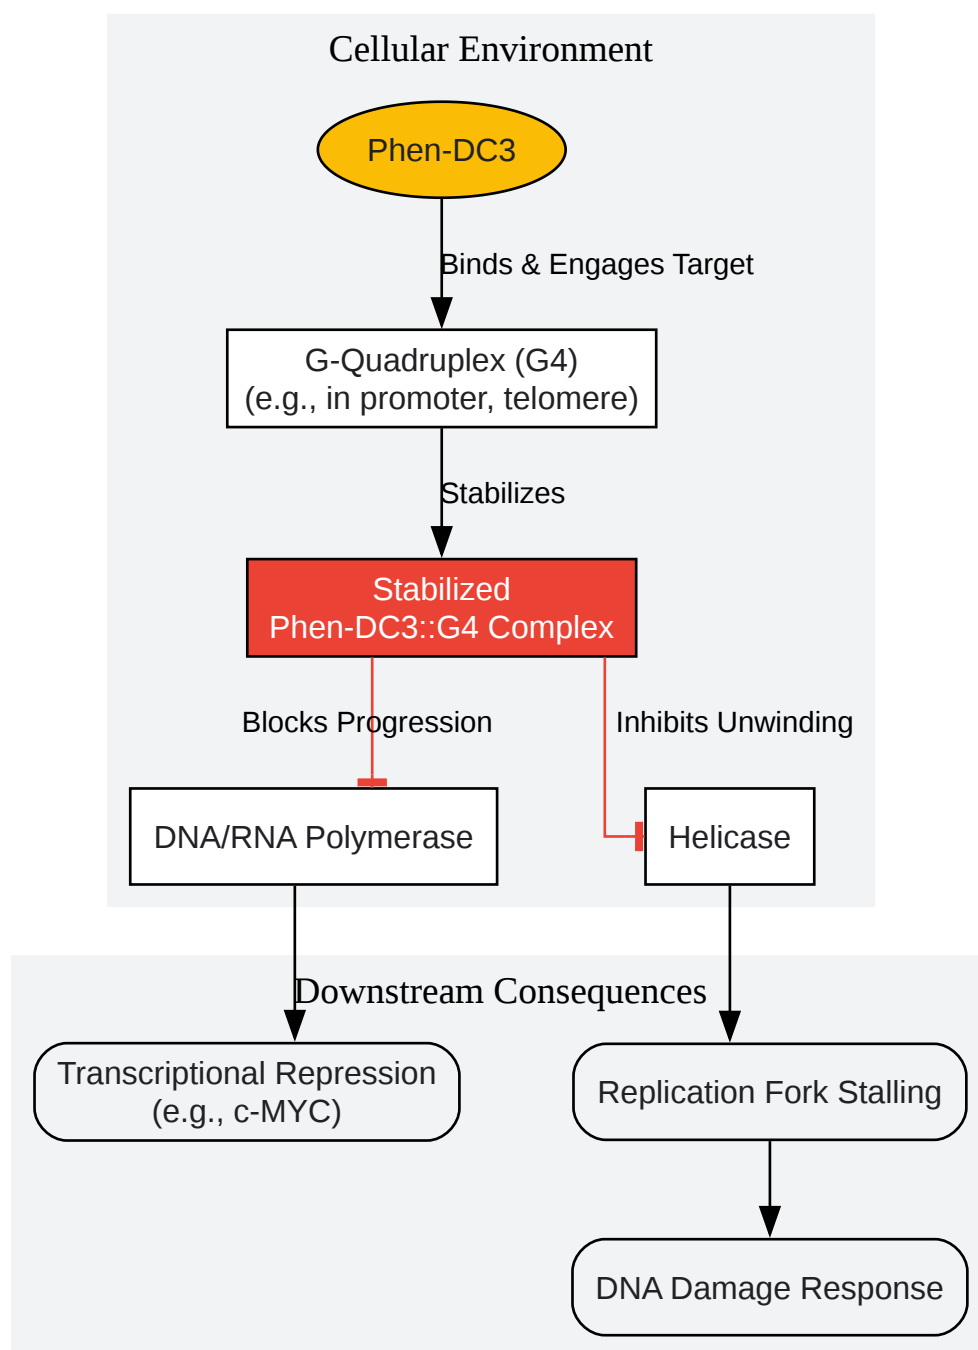 Cellular Environment
Phen-DC3
Binds & Engages Target
G-Quadruplex (G4)
(e.g., in promoter, telomere)
Stabilizes
Stabilized
Phen-DC3::G4 Complex
Blocks Progression
Inhibits Unwinding
DNA/RNA Polymerase
Helicase
Downstream Consequences
Transcriptional Repression
(e.g., c-MYC)
Replication Fork Stalling
DNA Damage Response